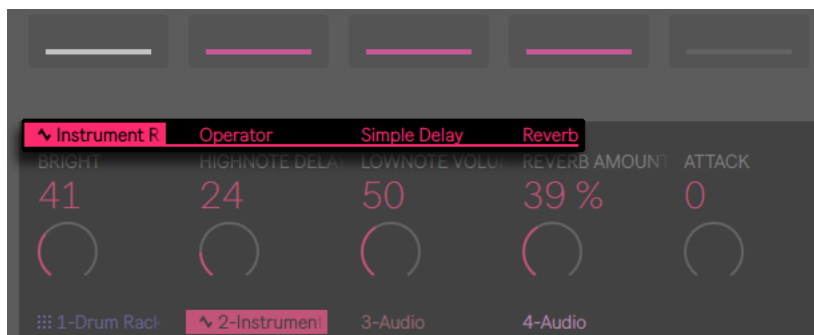 Instrument R Operator Simple Delay Reverb
BRIGHT HIGHNOTE DELA LOWNOTE VOLU REVERB AMOUNT ATTACK
41 24 50 39 % 0
1-Drum Rack 2-Instrument 3-Audio 4-Audio